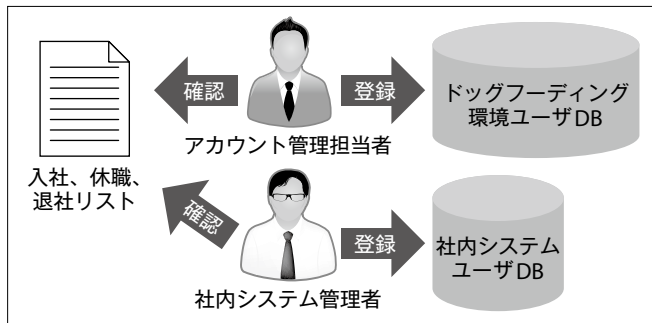 確認
登録
ドッグフーディング
環境ユーザDB
アカウント管理担当者
入社、休職、
退社リスト
確認
登録
社内システム
ユーザDB
社内システム管理者